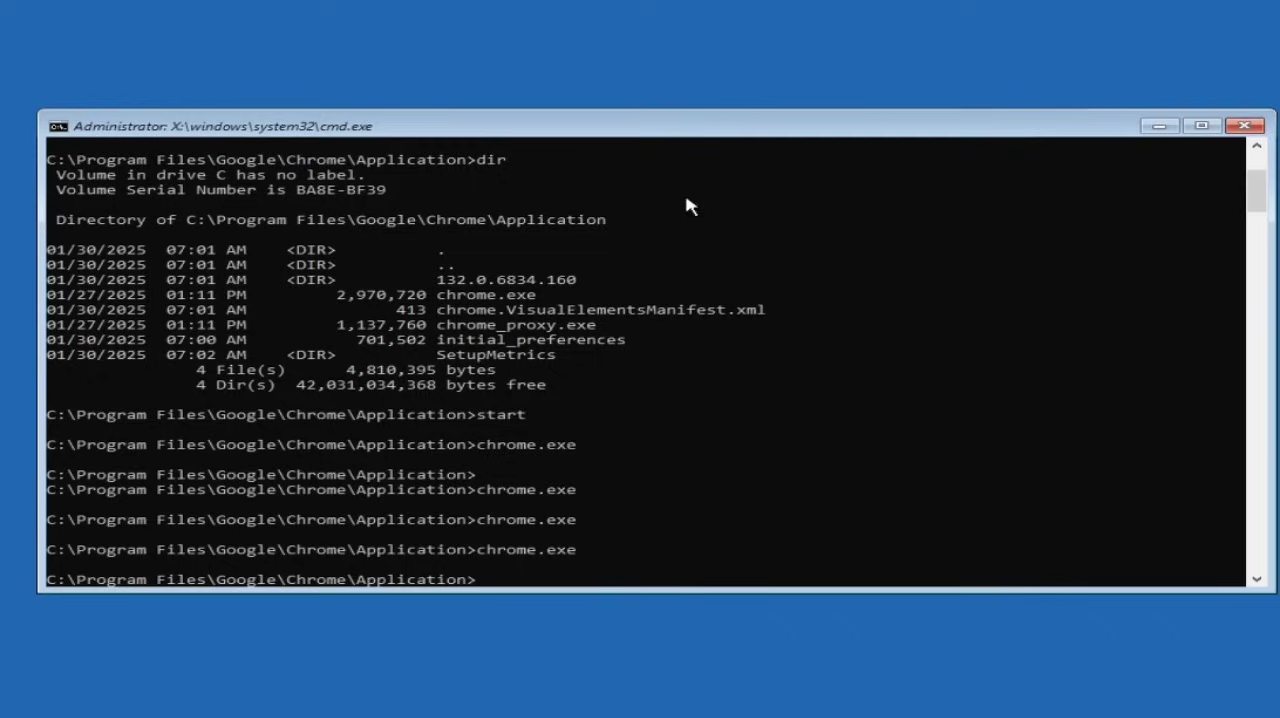 Administrator: X:\windows\system32\cmd.exe
C:\Program Files\Google\Chrome\Application>dir
Volume in drive C has no label.
Volume Serial Number is BA8E-BF39
Directory of C:\Program Files\Google\Chrome\Application
01/30/2025  07:01 AM    <DIR>          .
01/30/2025  07:01 AM    <DIR>          ..
01/30/2025  07:01 AM    <DIR>          132.0.6834.160
01/27/2025  01:11 PM         2,970,720 chrome.exe
01/30/2025  07:01 AM               413 chrome.VisualElementsManifest.xml
01/27/2025  01:11 PM         1,137,760 chrome_proxy.exe
01/30/2025  07:00 AM           701,502 initial_preferences
01/30/2025  07:02 AM    <DIR>          SetupMetrics
4 File(s)      4,810,395 bytes
4 Dir(s)  42,031,034,368 bytes free
C:\Program Files\Google\Chrome\Application>start
C:\Program Files\Google\Chrome\Application>chrome.exe
C:\Program Files\Google\Chrome\Application>
C:\Program Files\Google\Chrome\Application>chrome.exe
C:\Program Files\Google\Chrome\Application>chrome.exe
C:\Program Files\Google\Chrome\Application>chrome.exe
C:\Program Files\Google\Chrome\Application>